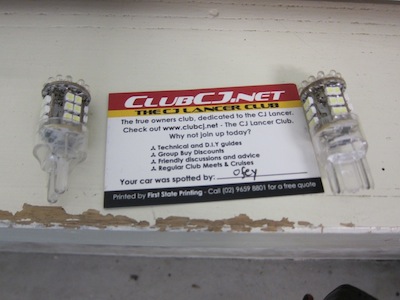 CLUBCJ.NET
THE CJ LANCER CLUB
The true owners club, dedicated to the CJ Lancer.
Check out www.clubcj.net - The CJ Lancer Club.
Why not join up today?
Technical and D.I.Y guides
Group Buy Discounts
Friendly discussions and advice
Regular Club Meets & Cruises
Your car was spotted by: Osey
Printed by First State Printing - Call (02) 9659 8801 for a free quote